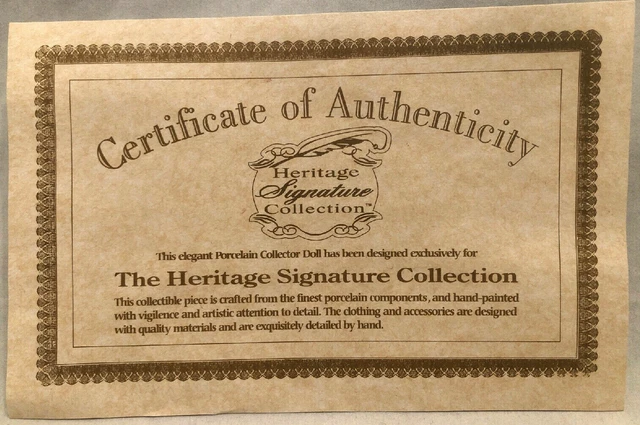 Certificate of Authenticity
Heritage
Signature
Collection™
This elegant Porcelain Collector Doll has been designed exclusively for
The Heritage Signature Collection
This collectible piece is crafted from the finest porcelain components, and hand-painted
with vigilence and artistic attention to detail. The clothing and accessories are designed
with quality materials and are exquisitely detailed by hand.